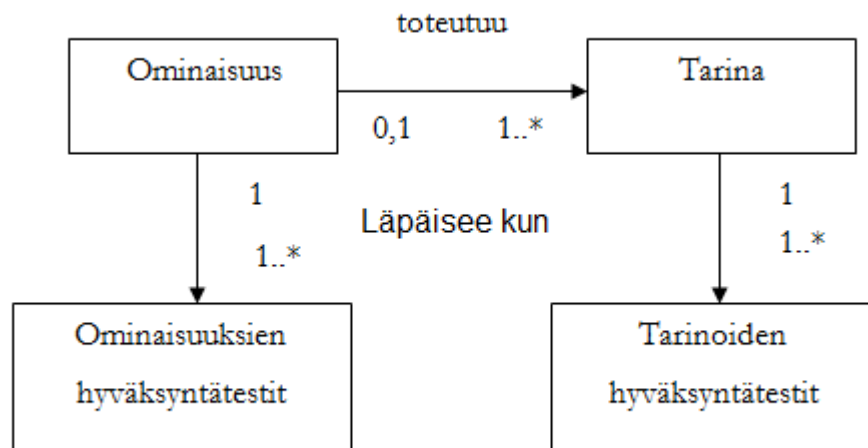 toteutuu
Ominaisuus
Tarina
0,1
1..*
1
Läpäisee kun
1
1..*
1..*
Ominaisuuksien
hyväksyntätestit
Tarinoiden
hyväksyntätestit